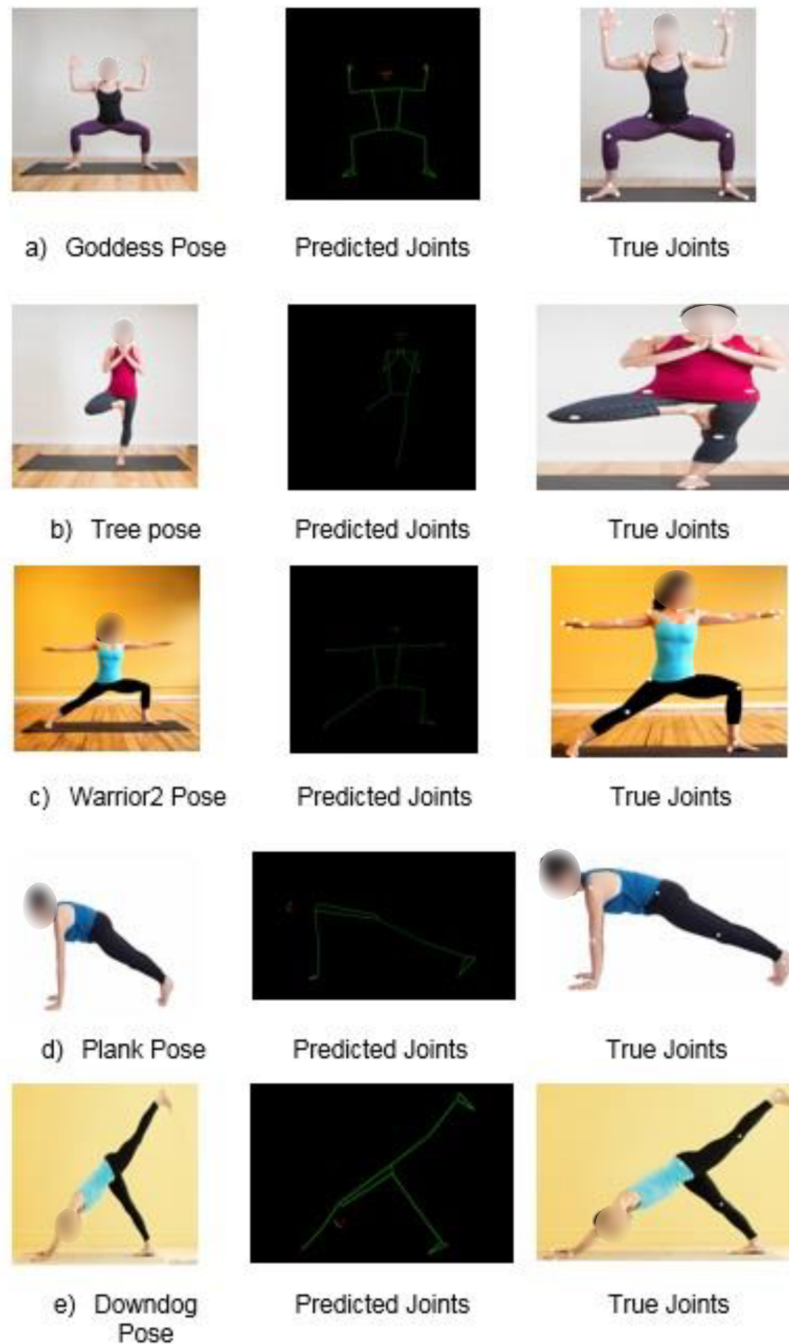 a) Goddess Pose Predicted Joints True Joints
b) Tree pose Predicted Joints True Joints
c) Warrior2 Pose Predicted Joints True Joints
d) Plank Pose Predicted Joints True Joints
e) Downdog Predicted Joints True Joints
Pose